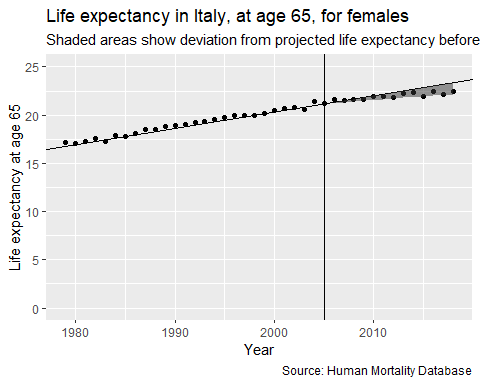 Life expectancy in Italy, at age 65, for females
Shaded areas show deviation from projected life expectancy before
25
20
15
10
5
0
Life expectancy at age 65
1980 1990 2000 2010
Year
Source: Human Mortality Database